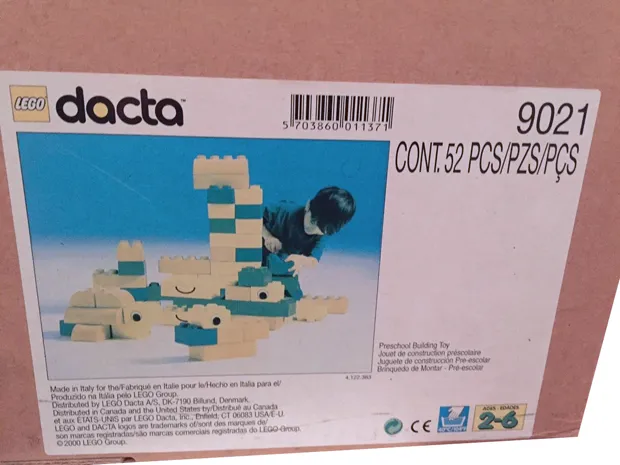 LEGO dacta™
5 703860 011371
9021
CONT. 52 PCS/PZS/PÇS
4.122.383
Preschool Building Toy
Jouet de construction préscolaire
Juguete de construcción Pre-escolar
Brinquedo de Montar - Pré-escolar
Made in Italy for the/Fabriqué en Italie pour le/Hecho en Italia para el/
Produzido na Itália pelo LEGO Group.
Distributed by LEGO Dacta A/S, DK-7190 Billund, Denmark.
Distributed in Canada and the United States by/Distribué au Canada
et aux ÉTATS-UNIS par LEGO Dacta, Inc., Enfield, CT 06083 USA/E-U.
LEGO and DACTA logos are trademarks of/sont des marques de/
son marcas registradas/são marcas comerciais registradas do LEGO Group.
©2000 LEGO Group.
CE
AGES EDADES
2-6